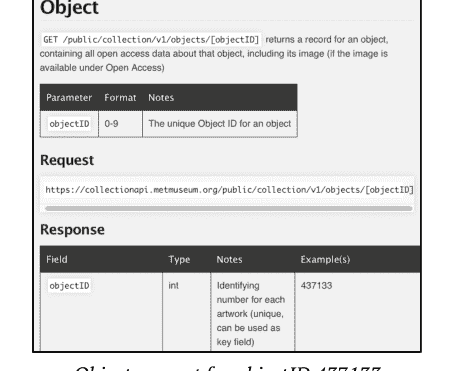 Object
GET /public/collection/v1/objects/[objectID] returns a record for an object,
containing all open access data about that object, including its image (if the image is
available under Open Access)
Parameter Format Notes
objectID 0-9 The unique Object ID for an object
Request
https://collectionapi.metmuseum.org/public/collection/v1/objects/[objectID]
Response
Field Type Notes Example(s)
objectID int Identifying 437133
number for each
artwork (unique,
can be used as
key field)